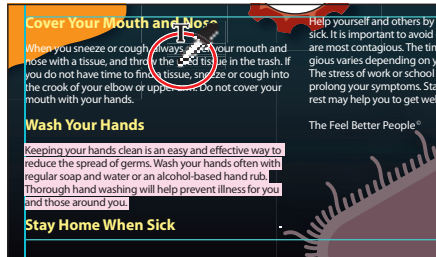 Cover Your Mouth and Nose
When you sneeze or cough always your mouth and
nose with a tissue, and throw the used tissue in the trash. If
you do not have time to find a tissue, sneeze or cough into
the crook of your elbow or upper Do not cover your
mouth with your hands.
Wash Your Hands
Keeping your hands clean is an easy and effective way to
reduce the spread of germs. Wash your hands often with
regular soap and water or an alcohol-based hand rub.
Thorough hand washing will help prevent illness for you
and those around you.
Stay Home When Sick
Help yourself and others by
sick. It is important to avoid
are most contagious. The tim
gious varies depending on y
The stress of work or school
prolong your symptoms. Sta
rest may help you to get wel
The Feel Better People©